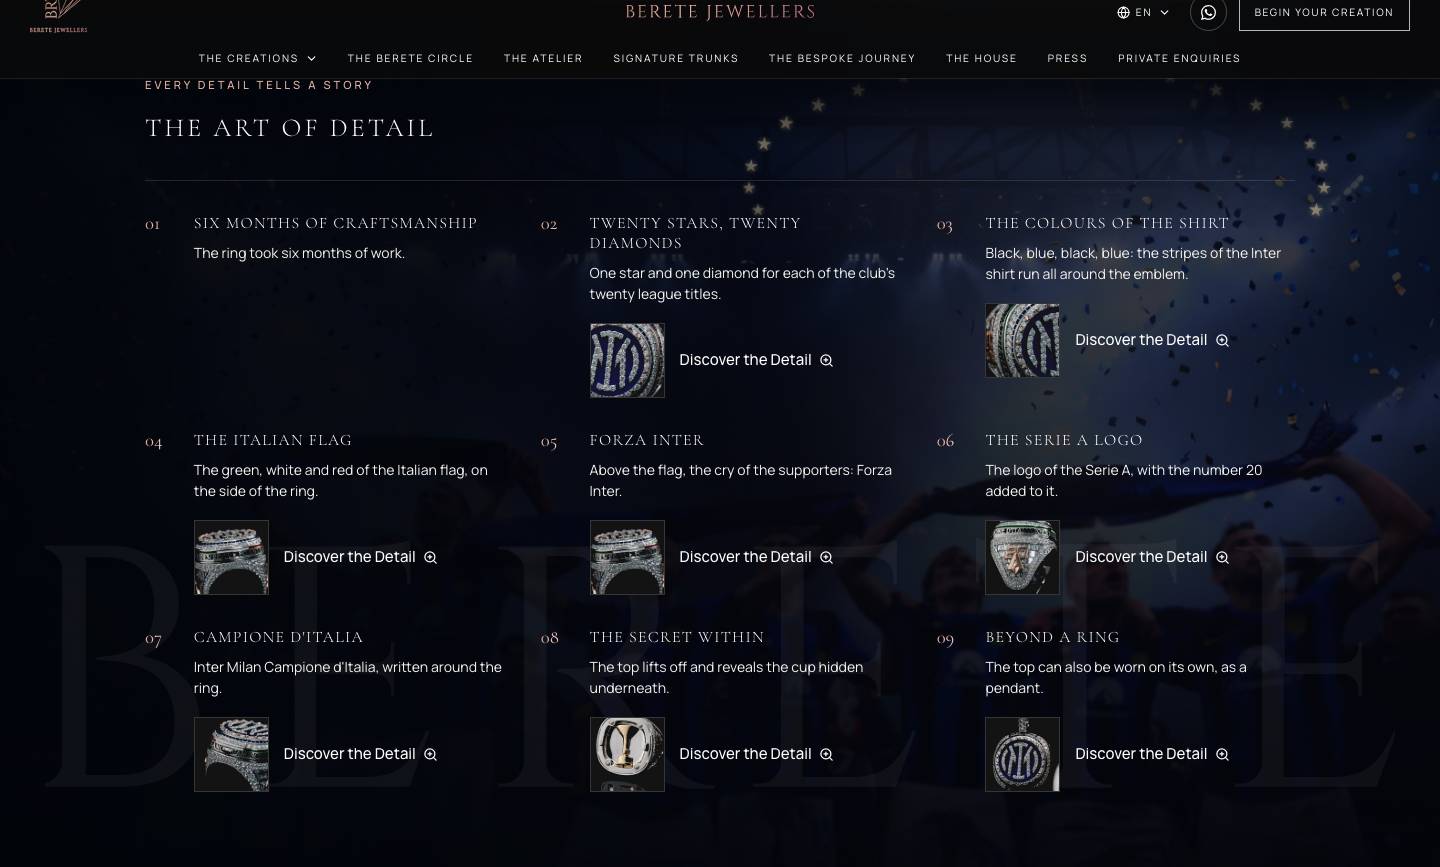 BR
BERETE JEWELLERS
BERETE JEWELLERS
EN
BEGIN YOUR CREATION
THE CREATIONS
THE BERETE CIRCLE
THE ATELIER
SIGNATURE TRUNKS
THE BESPOKE JOURNEY
THE HOUSE
PRESS
PRIVATE ENQUIRIES
EVERY DETAIL TELLS A STORY
THE ART OF DETAIL
01
SIX MONTHS OF CRAFTSMANSHIP
The ring took six months of work.
02
TWENTY STARS, TWENTY
DIAMONDS
One star and one diamond for each of the club's
twenty league titles.
Discover the Detail
03
THE COLOURS OF THE SHIRT
Black, blue, black, blue: the stripes of the Inter
shirt run all around the emblem.
Discover the Detail
04
THE ITALIAN FLAG
The green, white and red of the Italian flag, on
the side of the ring.
Discover the Detail
05
FORZA INTER
Above the flag, the cry of the supporters: Forza
Inter.
Discover the Detail
06
THE SERIE A LOGO
The logo of the Serie A, with the number 20
added to it.
Discover the Detail
07
CAMPIONE D'ITALIA
Inter Milan Campione d'Italia, written around the
ring.
Discover the Detail
08
THE SECRET WITHIN
The top lifts off and reveals the cup hidden
underneath.
Discover the Detail
09
BEYOND A RING
The top can also be worn on its own, as a
pendant.
Discover the Detail
BERETE